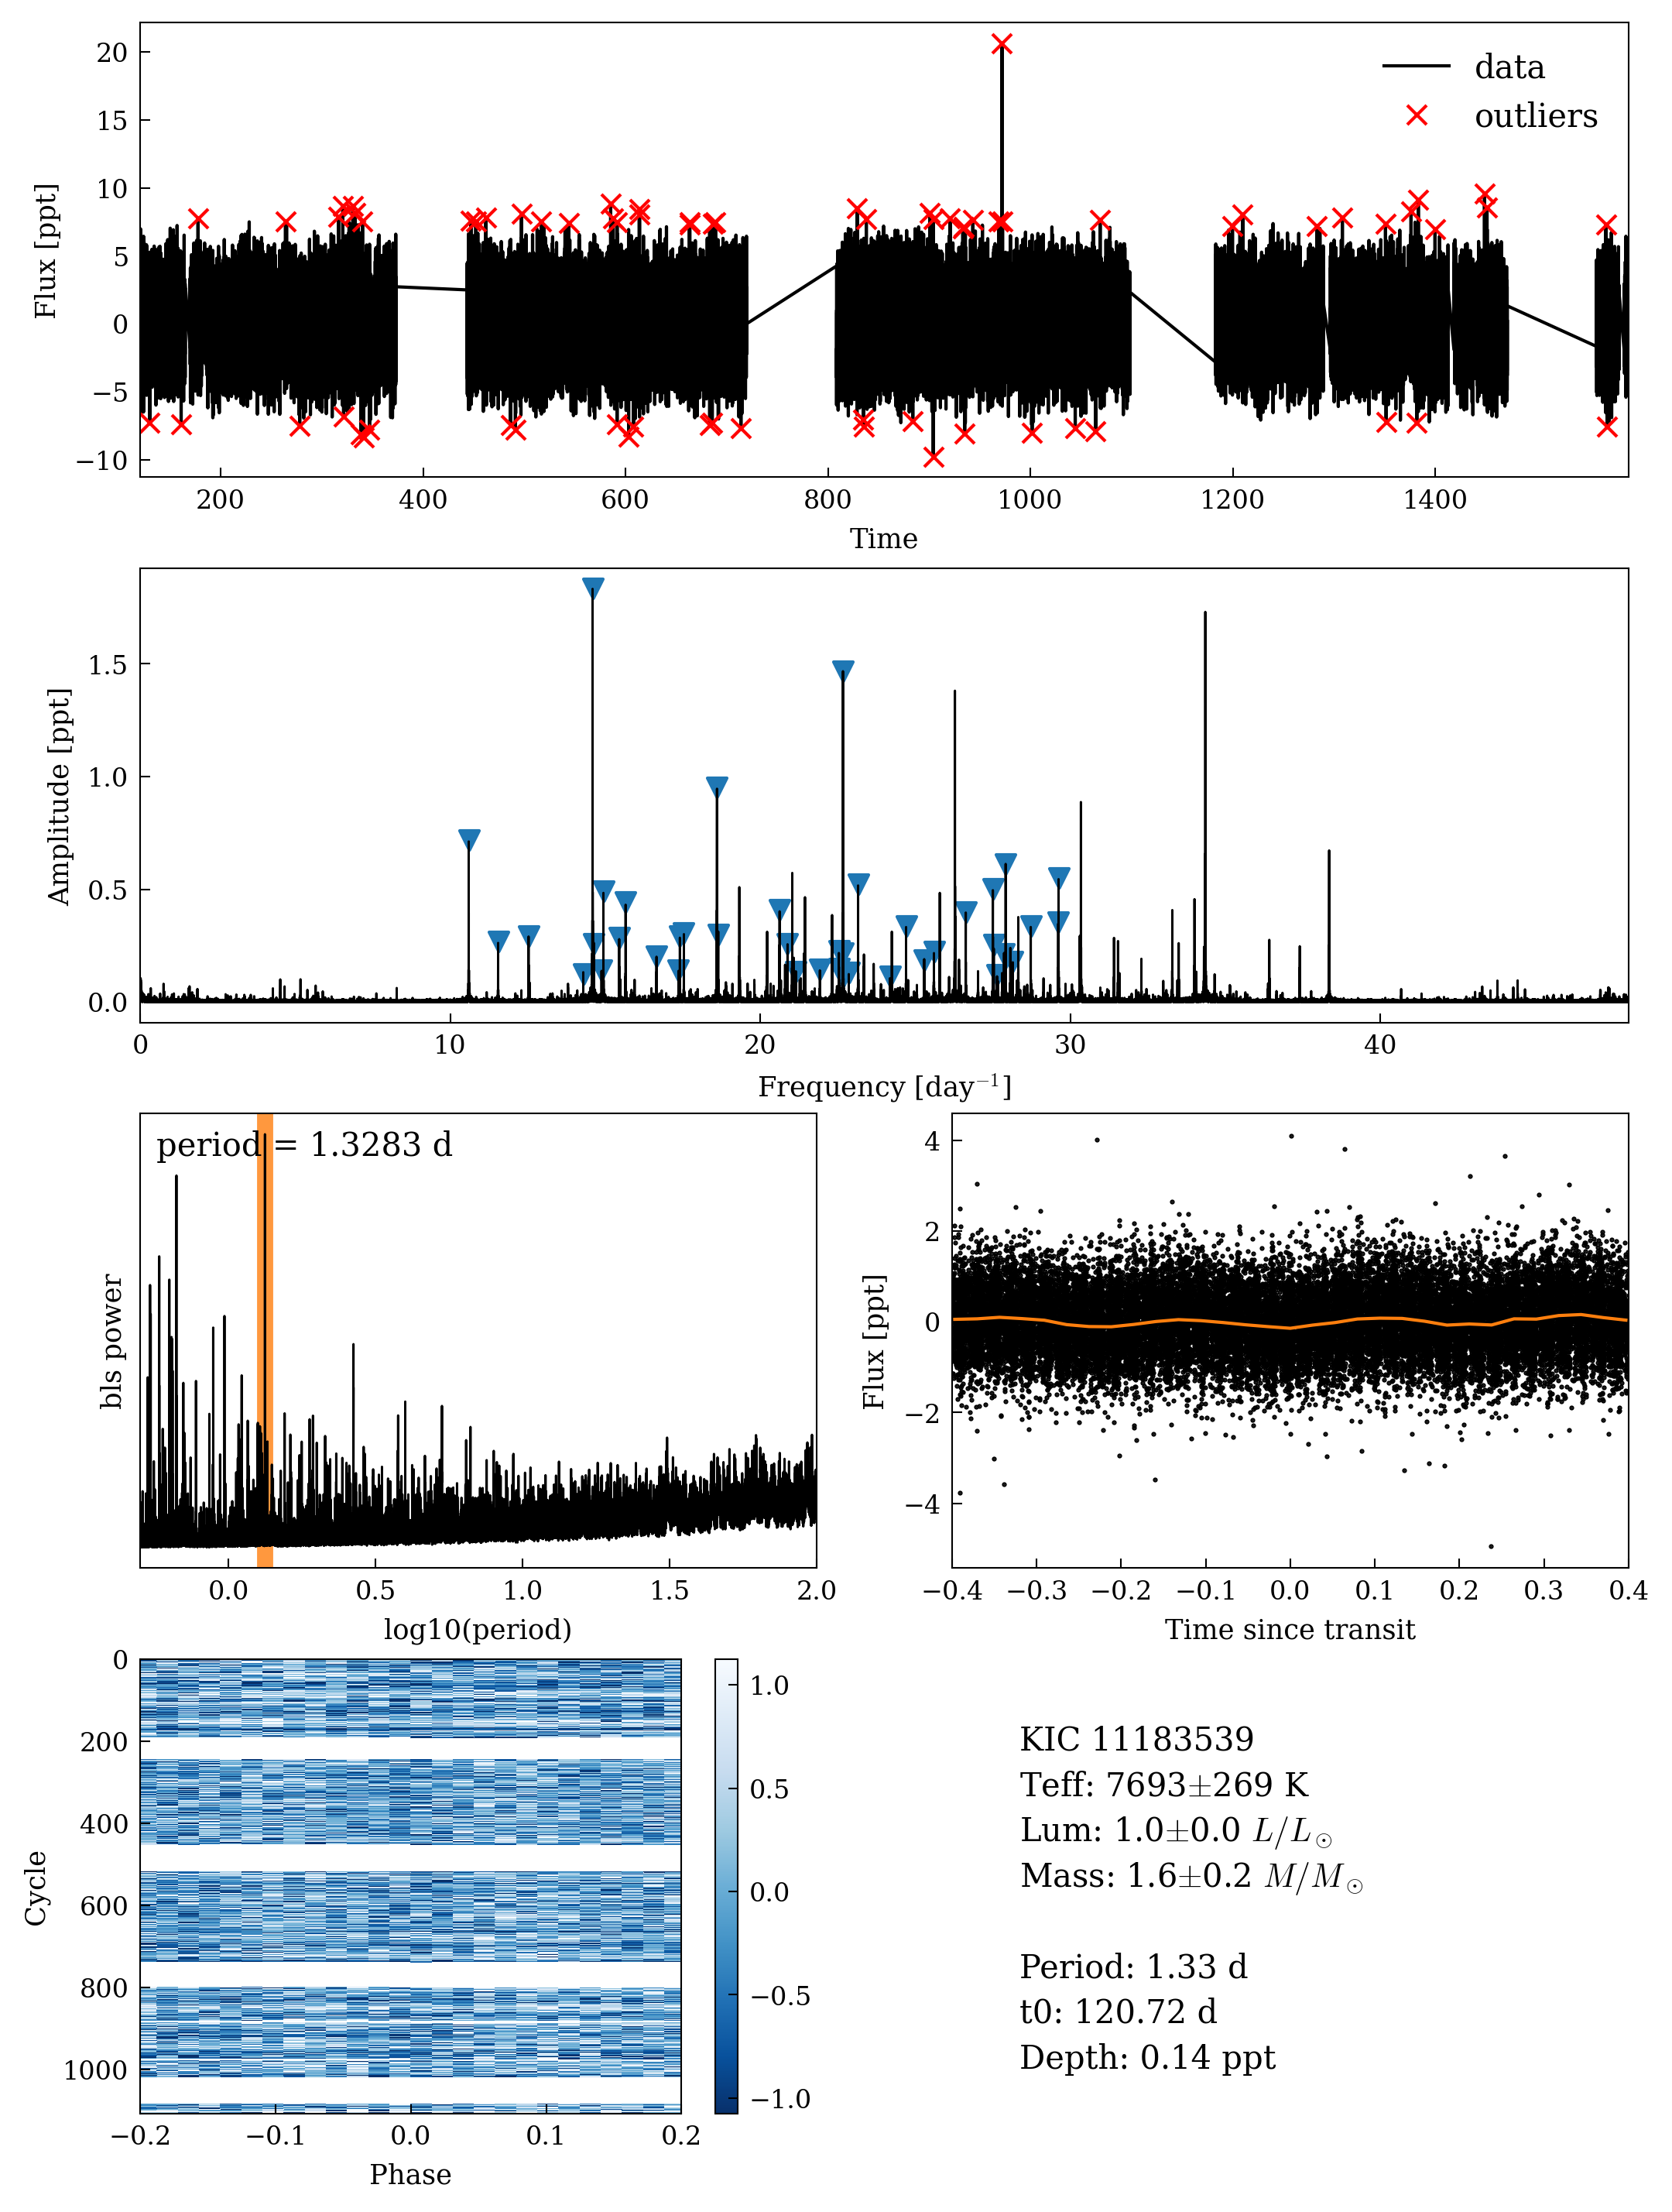 20
15
10
5
0
−5
−10
Flux [ppt]
data
outliers
200
400
600
800
1000
1200
1400
Time
1.5
1.0
0.5
0.0
Amplitude [ppt]
0
10
20
30
40
Frequency [day⁻¹]
period = 1.3283 d
bls power
0.0
0.5
1.0
1.5
2.0
log10(period)
4
2
0
−2
−4
Flux [ppt]
−0.4
−0.3
−0.2
−0.1
0.0
0.1
0.2
0.3
0.4
Time since transit
0
200
400
600
800
1000
Cycle
−0.2
−0.1
0.0
0.1
0.2
Phase
1.0
0.5
0.0
−0.5
−1.0
KIC 11183539
Teff: 7693±269 K
Lum: 1.0±0.0 L/L⊙
Mass: 1.6±0.2 M/M⊙
Period: 1.33 d
t0: 120.72 d
Depth: 0.14 ppt